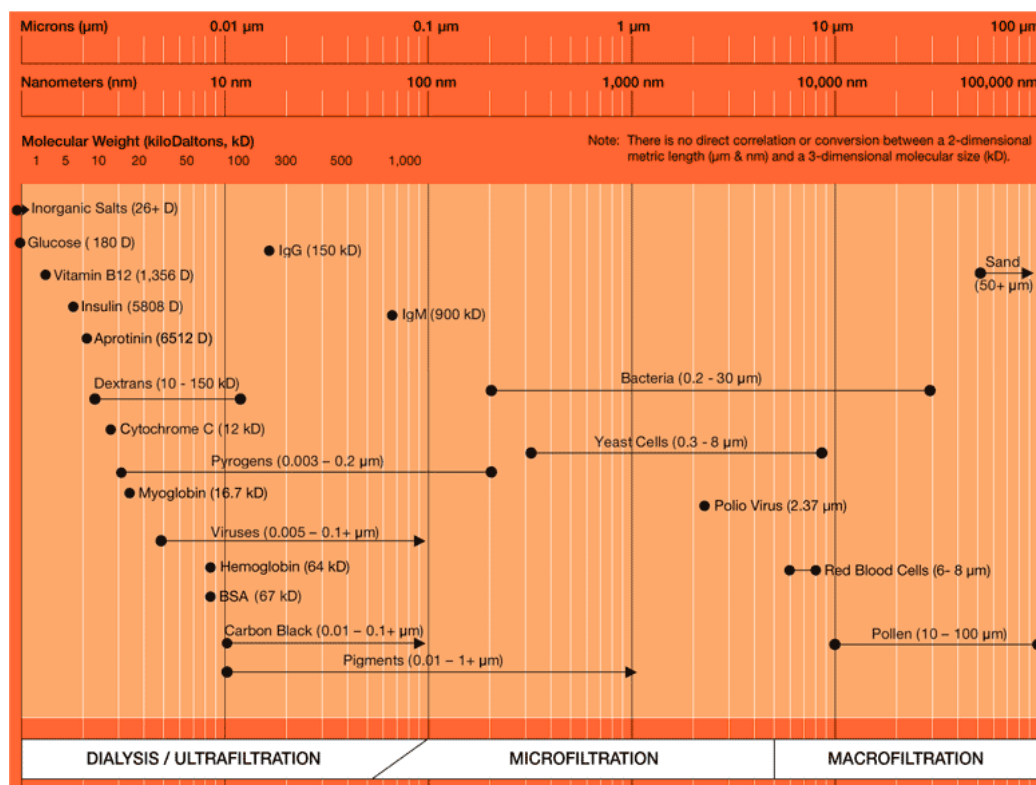 Microns (µm) 0.01 µm 0.1 µm 1 µm 10 µm 100 µm
Nanometers (nm) 10 nm 100 nm 1,000 nm 10,000 nm 100,000 nm
Molecular Weight (kiloDaltons, kD)
1 5 10 20 50 100 300 500 1,000
Note: There is no direct correlation or conversion between a 2-dimensional
metric length (µm & nm) and a 3-dimensional molecular size (kD).
Inorganic Salts (26+ D)
Glucose ( 180 D)
IgG (150 kD)
Sand
(50+ µm)
Vitamin B12 (1,356 D)
Insulin (5808 D)
IgM (900 kD)
Aprotinin (6512 D)
Dextrans (10 - 150 kD)
Bacteria (0.2 - 30 µm)
Cytochrome C (12 kD)
Yeast Cells (0.3 - 8 µm)
Pyrogens (0.003 – 0.2 µm)
Myoglobin (16.7 kD)
Polio Virus (2.37 µm)
Viruses (0.005 – 0.1+ µm)
Hemoglobin (64 kD)
Red Blood Cells (6- 8 µm)
BSA (67 kD)
Carbon Black (0.01 – 0.1+ µm)
Pollen (10 – 100 µm)
Pigments (0.01 – 1+ µm)
DIALYSIS / ULTRAFILTRATION MICROFILTRATION MACROFILTRATION